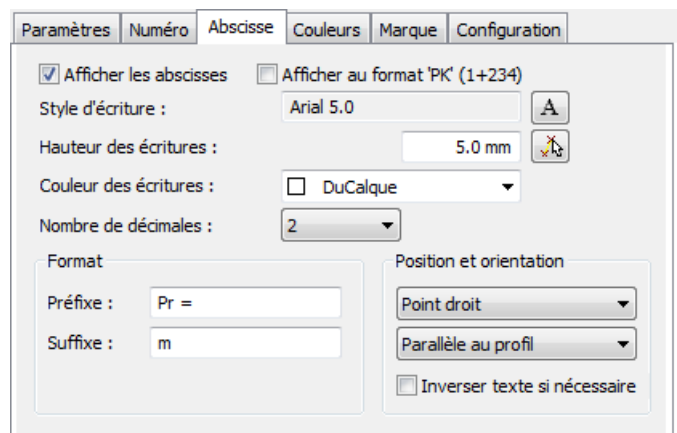 Paramètres Numéro Abscisse Couleurs Marque Configuration
Afficher les abscisses Afficher au format 'PK' (1+234)
Style d'écriture : Arial 5.0 A
Hauteur des écritures : 5.0 mm
Couleur des écritures : DuCalque
Nombre de décimales : 2
Format Position et orientation
Préfixe : Pr = Point droit
Suffixe : m Parallèle au profil
Inverser texte si nécessaire